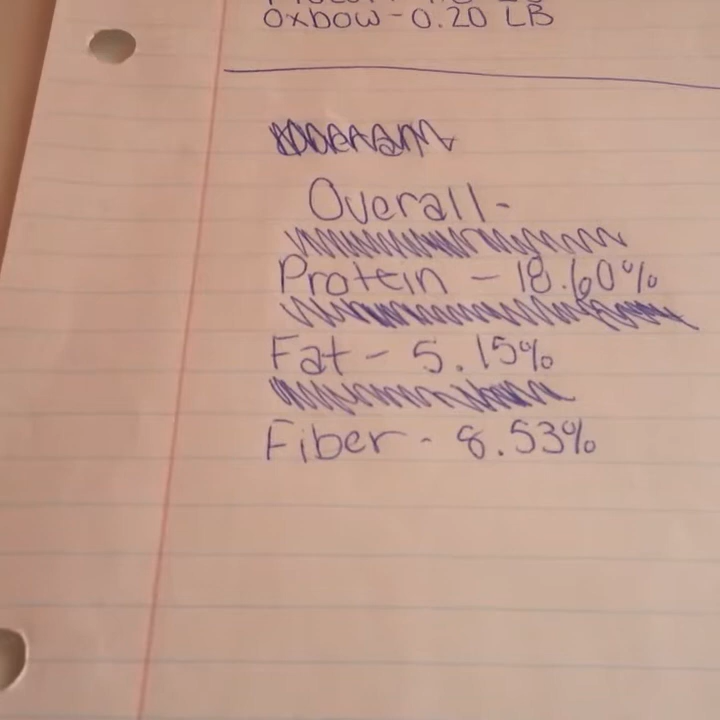 Oxbow - 0.20 LB
Overall -
Protein - 18.60%
Fat - 5.15%
Fiber - 8.53%